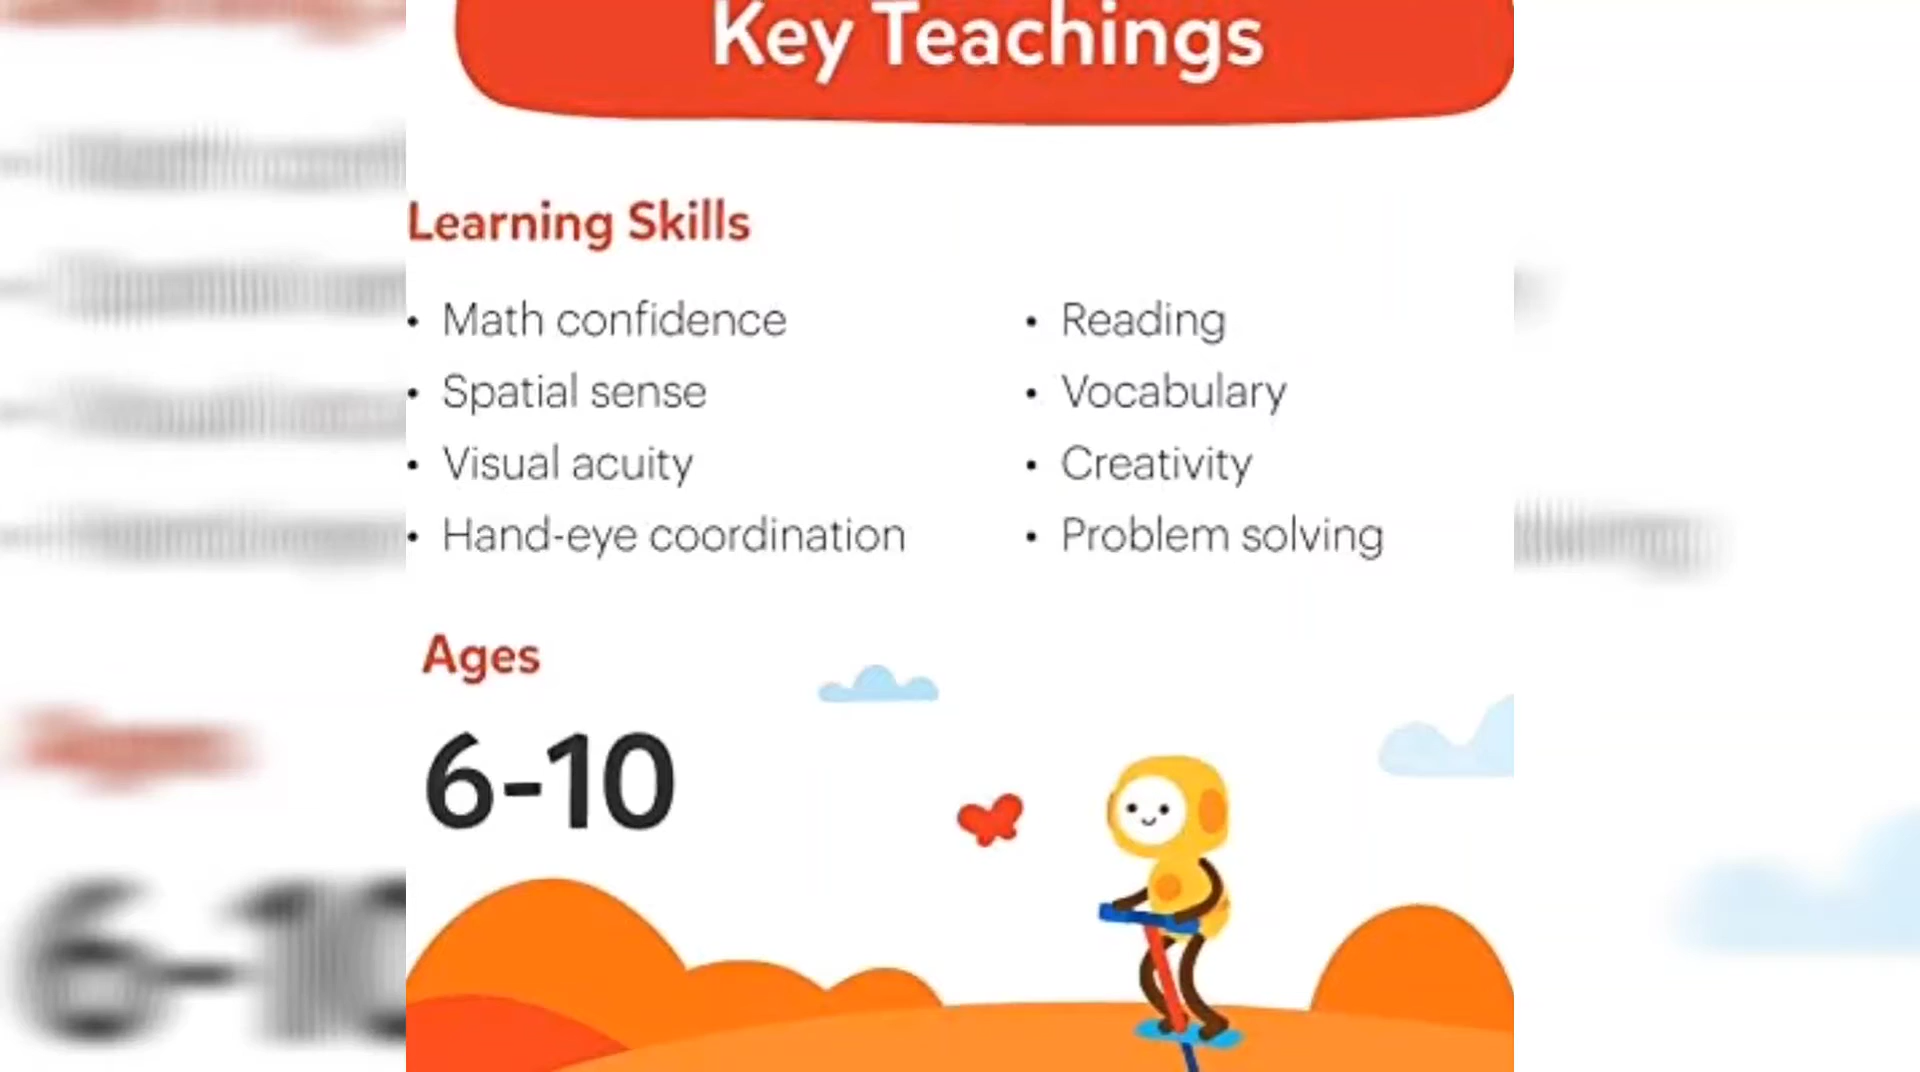 Key Teachings
Learning Skills
• Math confidence
• Spatial sense
• Visual acuity
• Hand-eye coordination
• Reading
• Vocabulary
• Creativity
• Problem solving
Ages
6-10